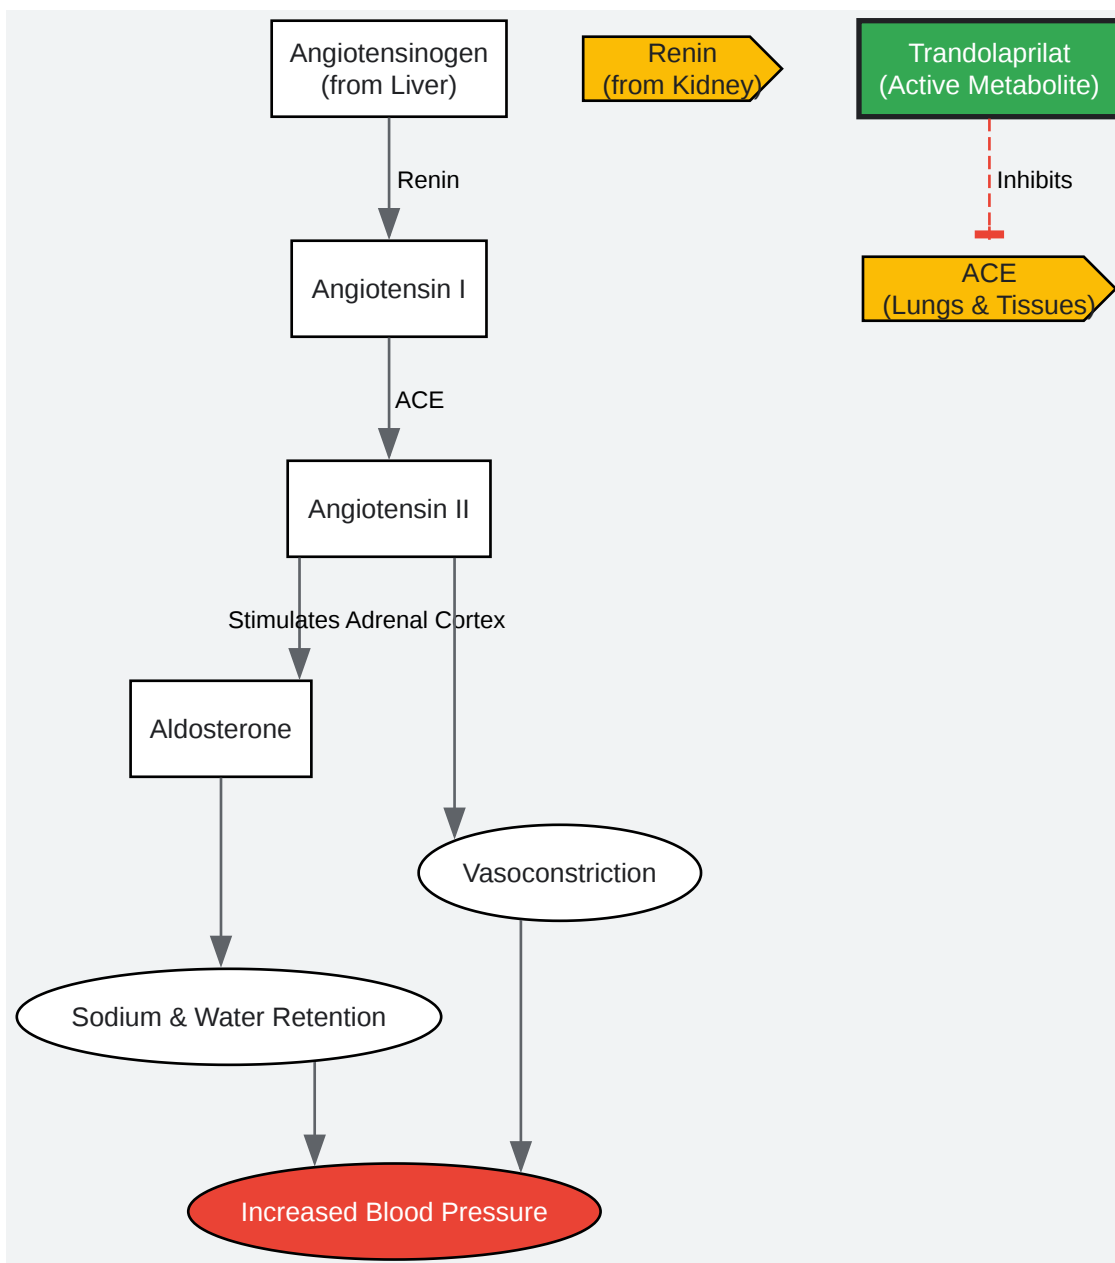 Angiotensinogen
(from Liver)
Renin
(from Kidney)
Trandolaprilat
(Active Metabolite)
Renin
Inhibits
Angiotensin I
ACE
(Lungs & Tissues)
ACE
Angiotensin II
Stimulates Adrenal Cortex
Aldosterone
Vasoconstriction
Sodium & Water Retention
Increased Blood Pressure